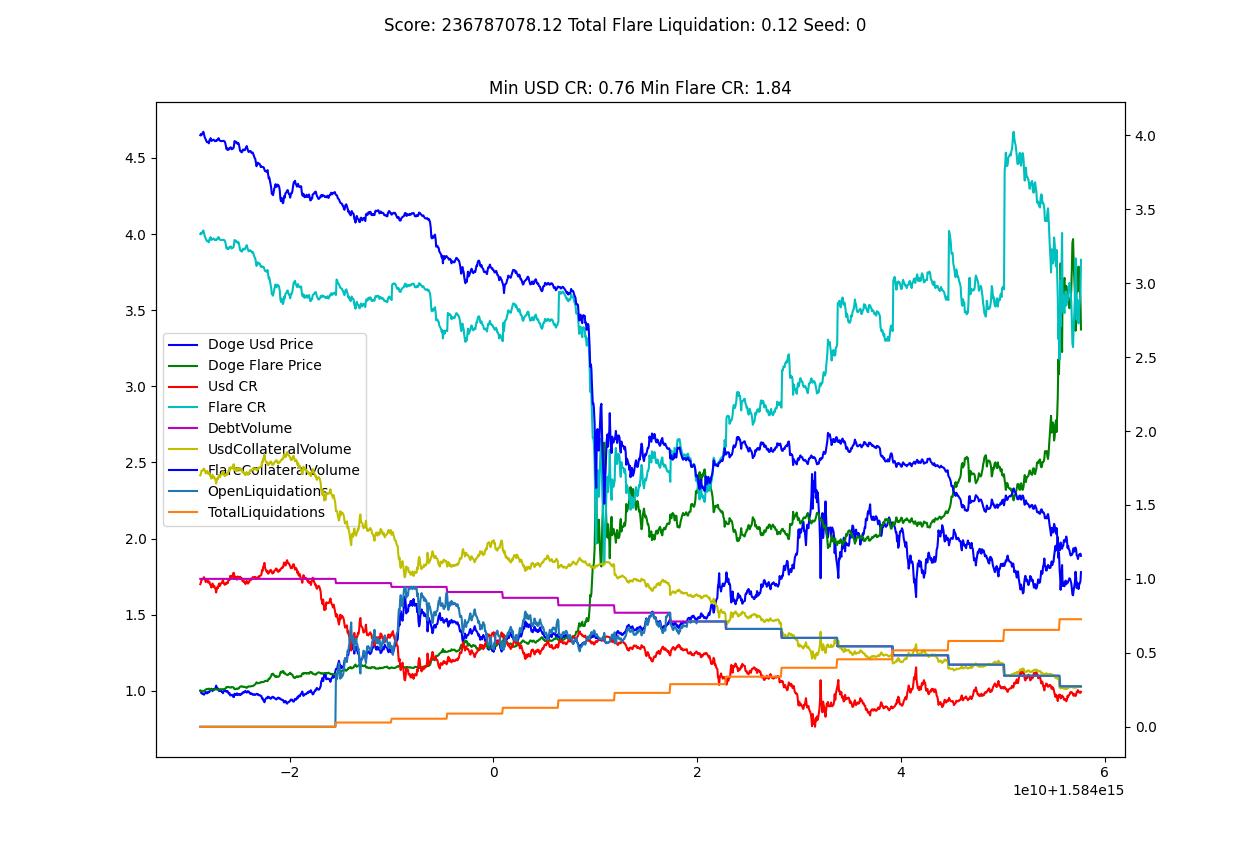 Score: 236787078.12 Total Flare Liquidation: 0.12 Seed: 0
Min USD CR: 0.76 Min Flare CR: 1.84
4.5
4.0
3.5
3.0
2.5
2.0
1.5
1.0
4.0
3.5
3.0
2.5
2.0
1.5
1.0
0.5
0.0
Doge Usd Price
Doge Flare Price
Usd CR
Flare CR
DebtVolume
UsdCollateralVolume
FlareCollateralVolume
OpenLiquidations
TotalLiquidations
−2
0
2
4
6
1e10+1.584e15